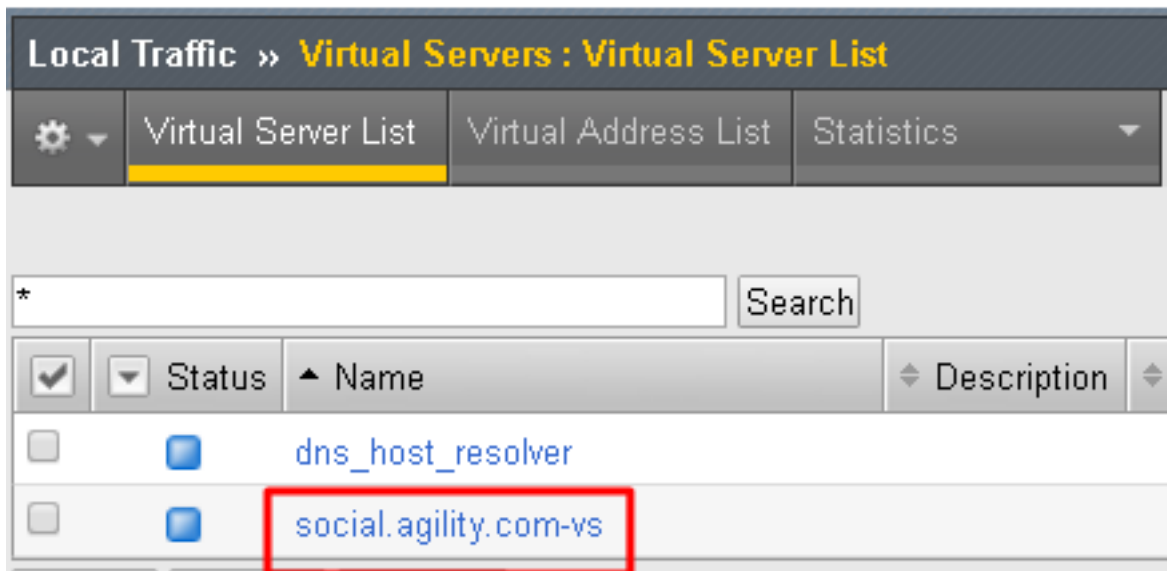 Local Traffic » Virtual Servers : Virtual Server List
Virtual Server List Virtual Address List Statistics
* Search
Status Name Description
dns_host_resolver
social.agility.com-vs